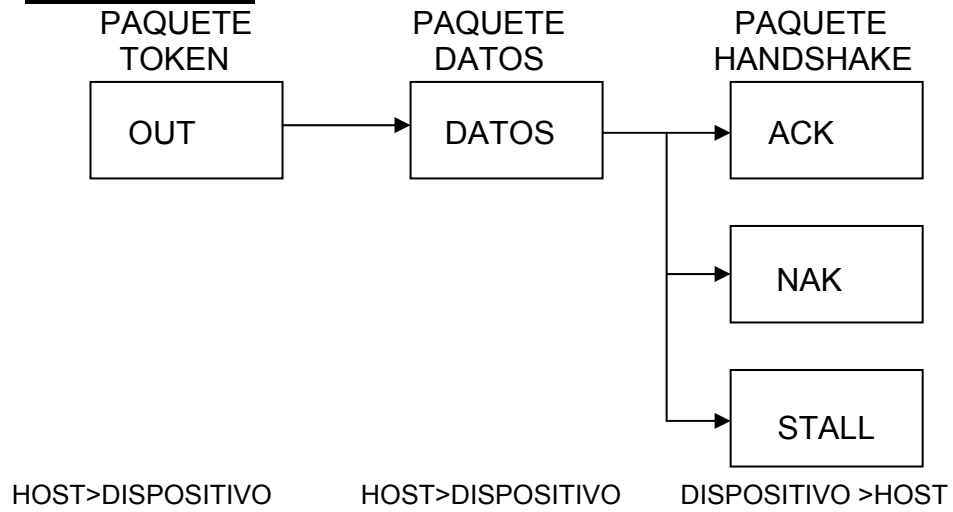 PAQUETE
TOKEN
PAQUETE
DATOS
PAQUETE
HANDSHAKE
OUT
DATOS
ACK
NAK
STALL
HOST>DISPOSITIVO
HOST>DISPOSITIVO
DISPOSITIVO >HOST